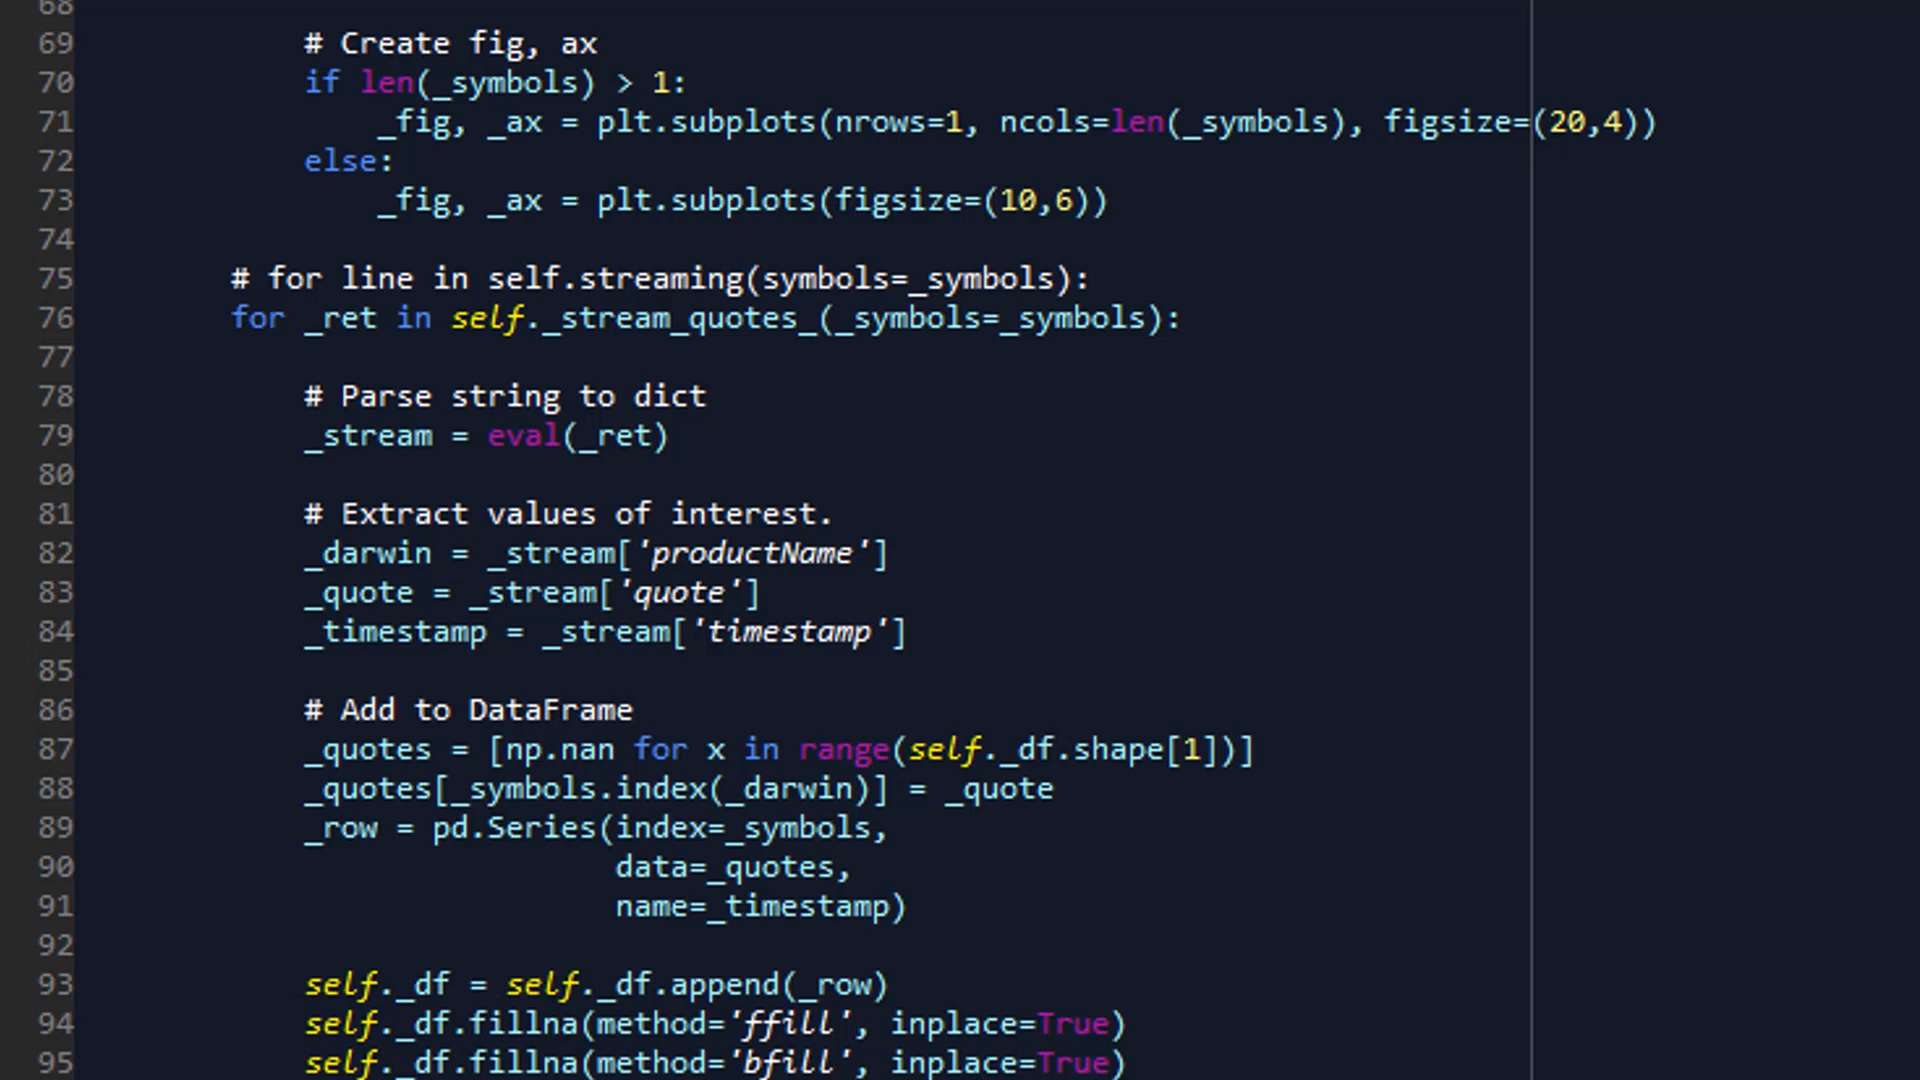 68
69 # Create fig, ax
70 if len(_symbols) > 1:
71 _fig, _ax = plt.subplots(nrows=1, ncols=len(_symbols), figsize=(20,4))
72 else:
73 _fig, _ax = plt.subplots(figsize=(10,6))
74
75 # for line in self.streaming(symbols=_symbols):
76 for _ret in self._stream_quotes_(_symbols=_symbols):
77
78 # Parse string to dict
79 _stream = eval(_ret)
80
81 # Extract values of interest.
82 _darwin = _stream['productName']
83 _quote = _stream['quote']
84 _timestamp = _stream['timestamp']
85
86 # Add to DataFrame
87 _quotes = [np.nan for x in range(self._df.shape[1])]
88 _quotes[_symbols.index(_darwin)] = _quote
89 _row = pd.Series(index=_symbols,
90 data=_quotes,
91 name=_timestamp)
92
93 self._df = self._df.append(_row)
94 self._df.fillna(method='ffill', inplace=True)
95 self._df.fillna(method='bfill', inplace=True)